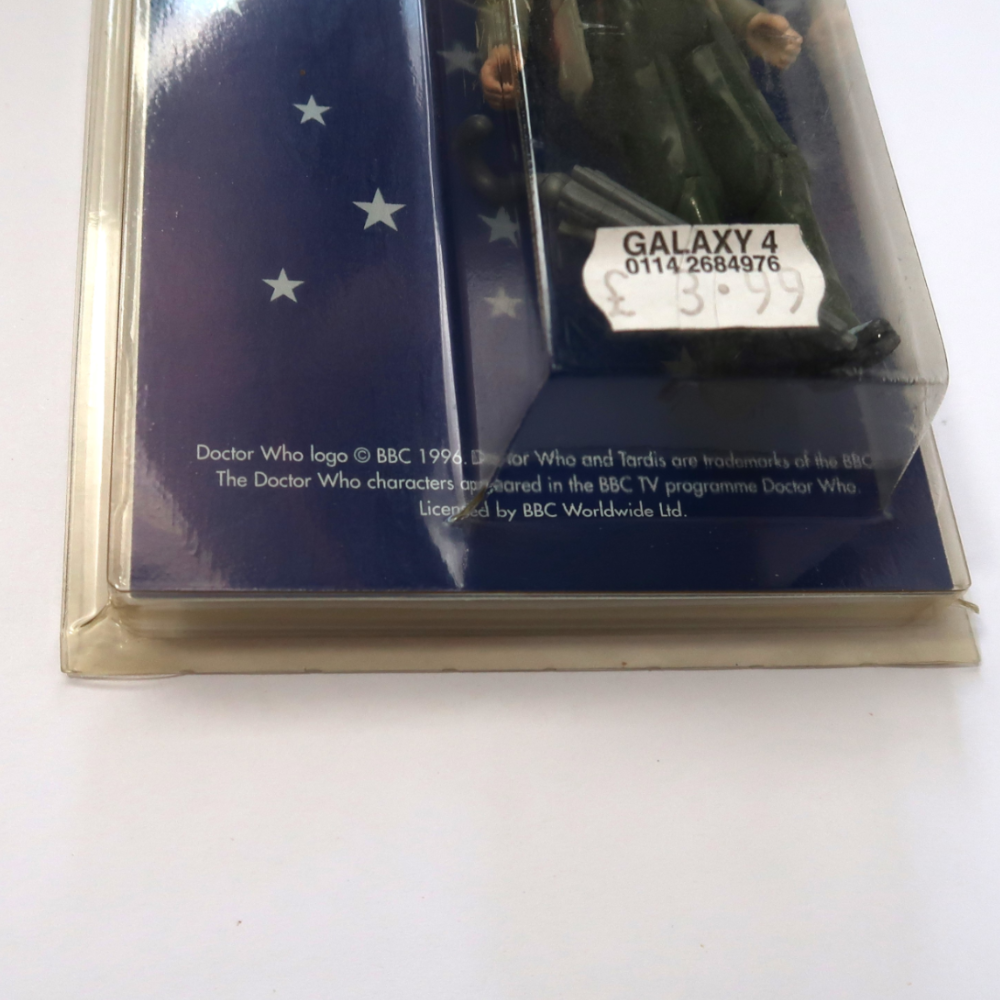 GALAXY 4
0114 2684976
£ 3.99
Doctor Who logo © BBC 1996. Doctor Who and Tardis are trademarks of the BBC
The Doctor Who characters appeared in the BBC TV programme Doctor Who.
Licensed by BBC Worldwide Ltd.